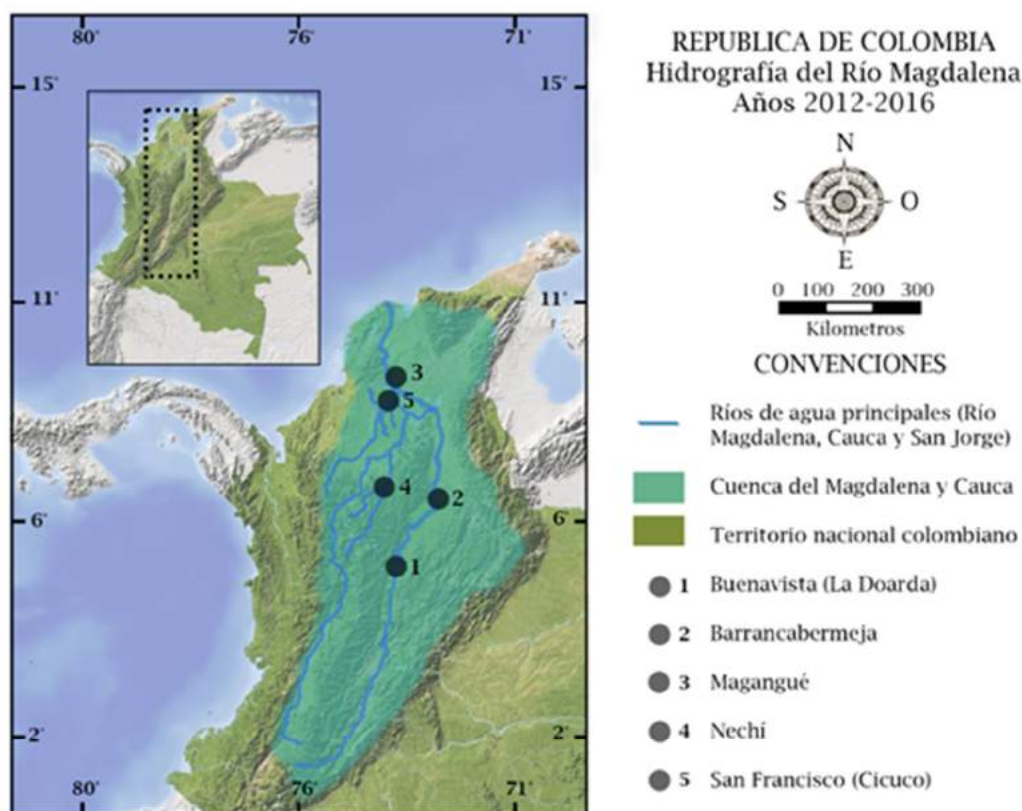 80°
76°
71°
15°
15°
11°
11°
3
5
4
2
6°
6°
1
2°
2°
80°
76°
71°
REPUBLICA DE COLOMBIA
Hidrografía del Río Magdalena
Años 2012-2016
N
S
O
E
0 100 200 300
Kilometros
CONVENCIONES
Ríos de agua principales (Río
Magdalena, Cauca y San Jorge)
Cuenca del Magdalena y Cauca
Territorio nacional colombiano
1 Buenavista (La Doarda)
2 Barrancabermeja
3 Magangué
4 Nechí
5 San Francisco (Cicuco)